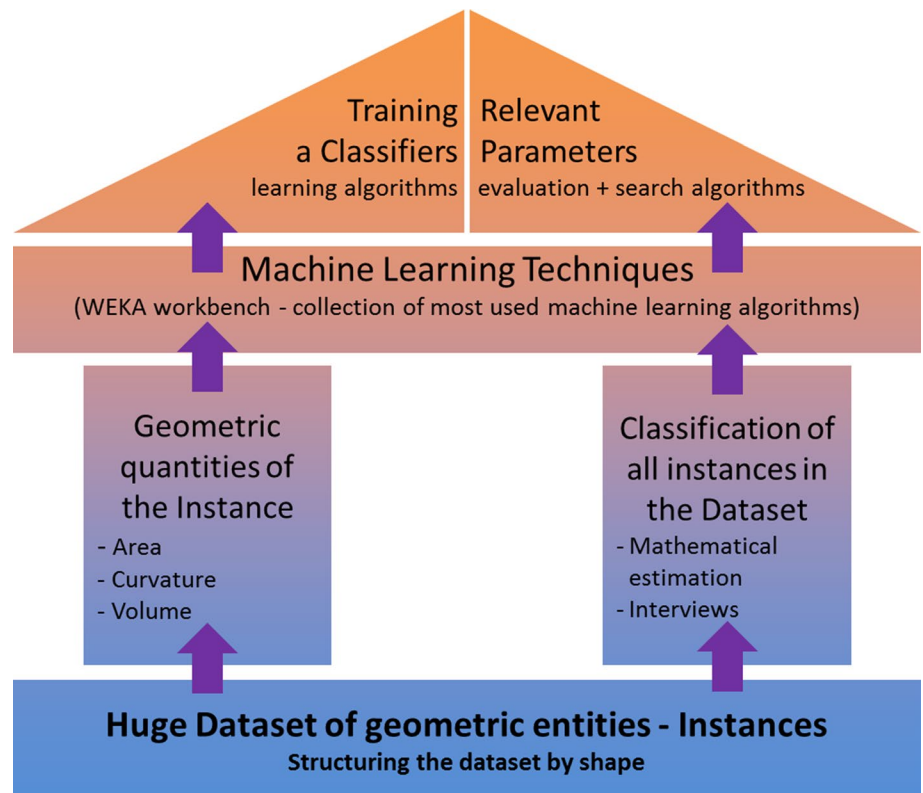 Training
a Classifiers
learning algorithms
Relevant
Parameters
evaluation + search algorithms
Machine Learning Techniques
(WEKA workbench - collection of most used machine learning algorithms)
Geometric
quantities of
the Instance
- Area
- Curvature
- Volume
Classification of
all instances in
the Dataset
- Mathematical
estimation
- Interviews
Huge Dataset of geometric entities - Instances
Structuring the dataset by shape